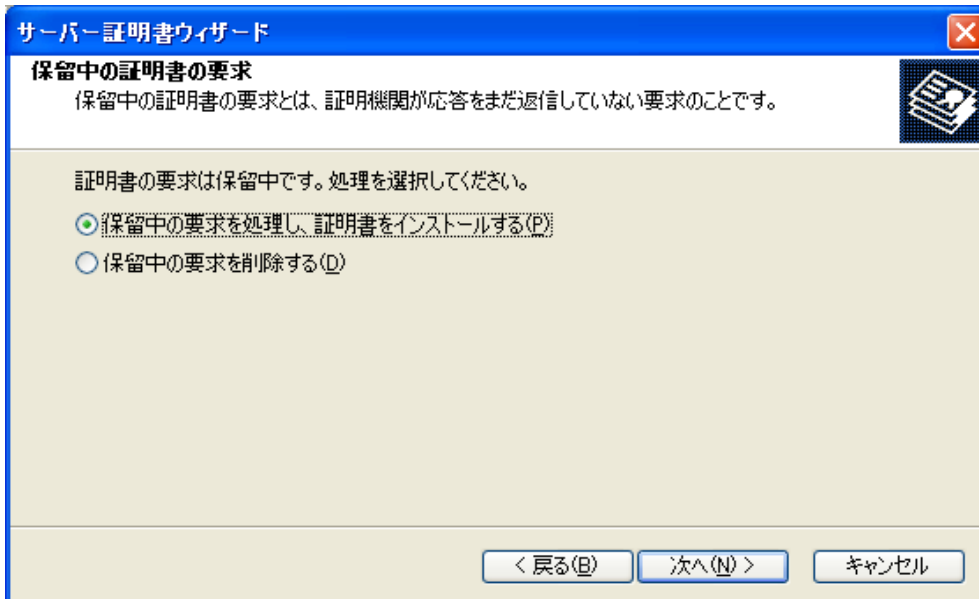 サーバー証明書ウィザード
保留中の証明書の要求
保留中の証明書の要求とは、証明機関が応答をまだ返信していない要求のことです。
証明書の要求は保留中です。処理を選択してください。
保留中の要求を処理し、証明書をインストールする(P)
保留中の要求を削除する(D)
< 戻る(B) 次へ(N) > キャンセル